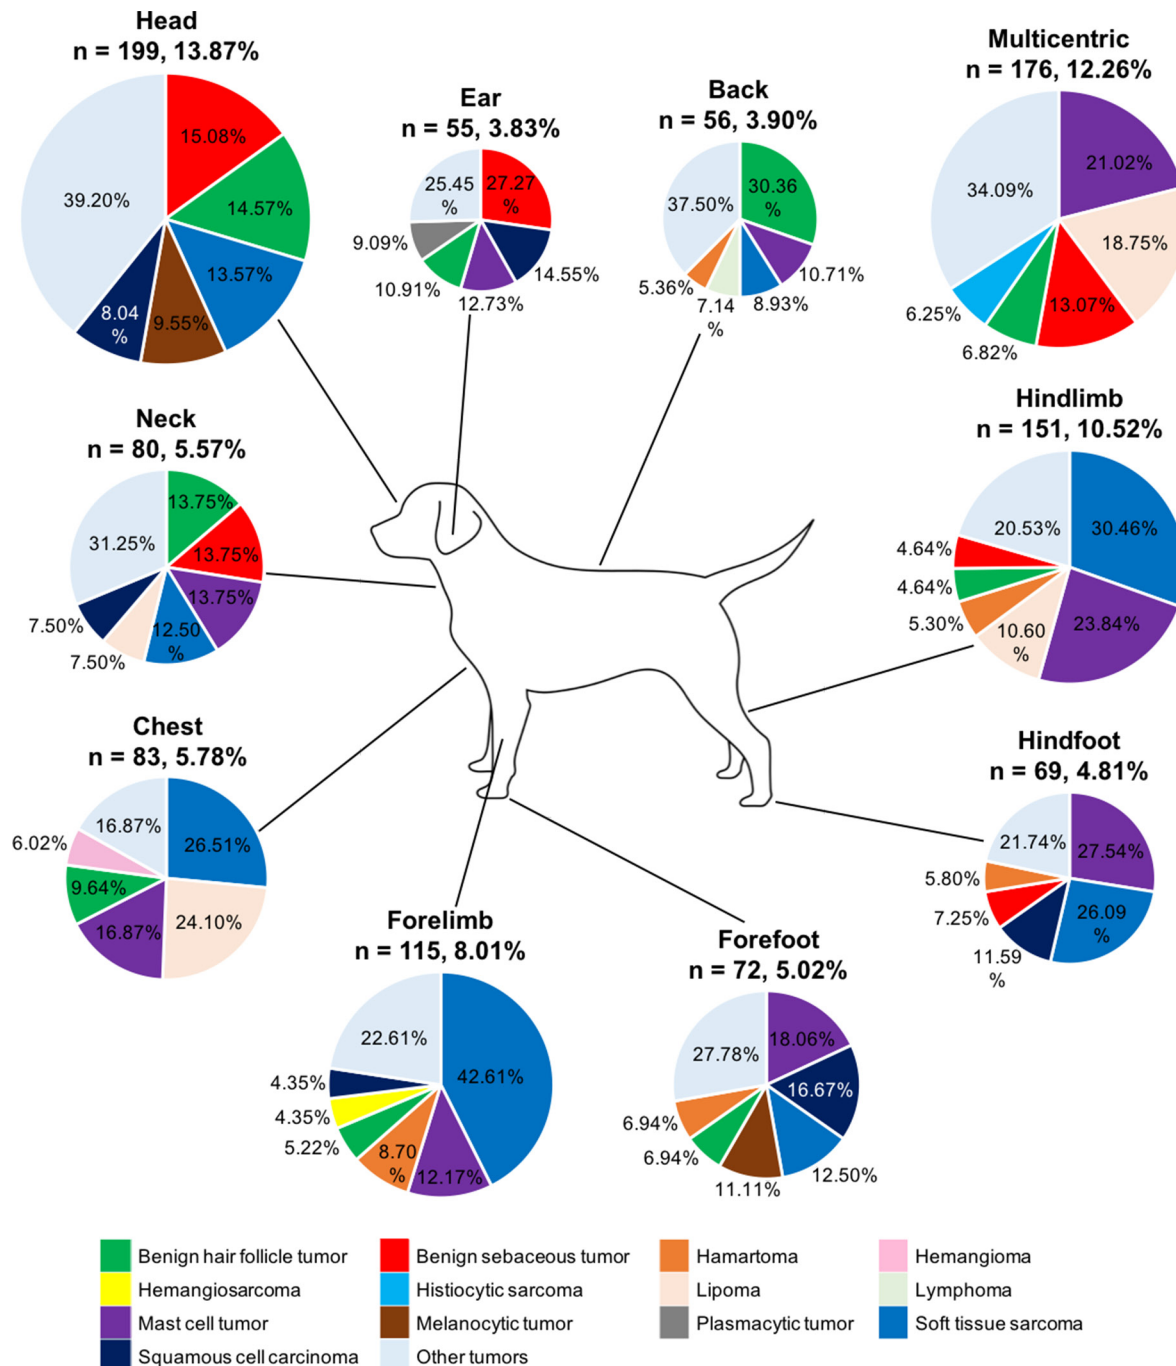 Head
n = 199, 13.87%
15.08%
14.57%
13.57%
9.55%
8.04
%
39.20%
Ear
n = 55, 3.83%
27.27
%
14.55%
12.73%
10.91%
9.09%
25.45
%
Back
n = 56, 3.90%
30.36
%
10.71%
8.93%
7.14
%
5.36%
37.50%
Multicentric
n = 176, 12.26%
21.02%
18.75%
13.07%
6.82%
6.25%
34.09%
Neck
n = 80, 5.57%
13.75%
13.75%
13.75%
12.50
%
7.50%
7.50%
31.25%
Hindlimb
n = 151, 10.52%
30.46%
23.84%
10.60
%
5.30%
4.64%
4.64%
20.53%
Chest
n = 83, 5.78%
26.51%
24.10%
16.87%
9.64%
6.02%
16.87%
Hindfoot
n = 69, 4.81%
27.54%
26.09
%
11.59
%
7.25%
5.80%
21.74%
Forelimb
n = 115, 8.01%
42.61%
12.17%
8.70
%
5.22%
4.35%
4.35%
22.61%
Forefoot
n = 72, 5.02%
18.06%
16.67%
12.50%
11.11%
6.94%
6.94%
27.78%
Benign hair follicle tumor
Benign sebaceous tumor
Hamartoma
Hemangioma
Hemangiosarcoma
Histiocytic sarcoma
Lipoma
Lymphoma
Mast cell tumor
Melanocytic tumor
Plasmacytic tumor
Soft tissue sarcoma
Squamous cell carcinoma
Other tumors